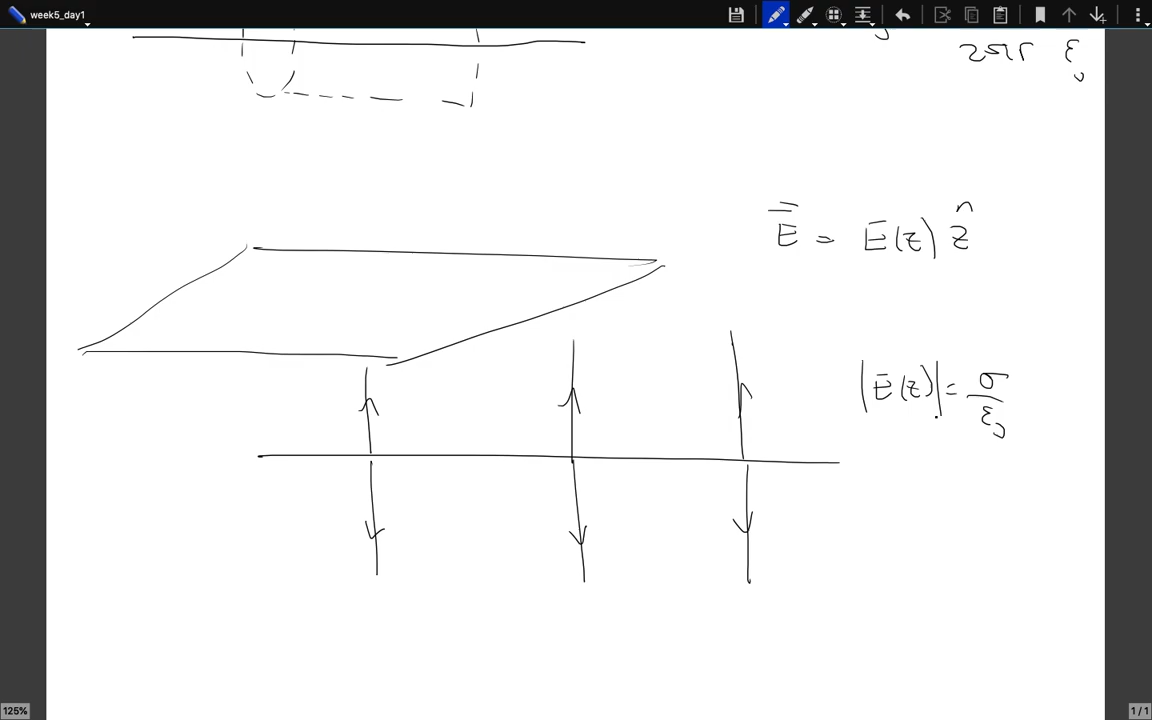 week5_day1
2πr ε₀
E̅ = E(z) ẑ
|E(z)| = σ/ε₀
125%
1/1